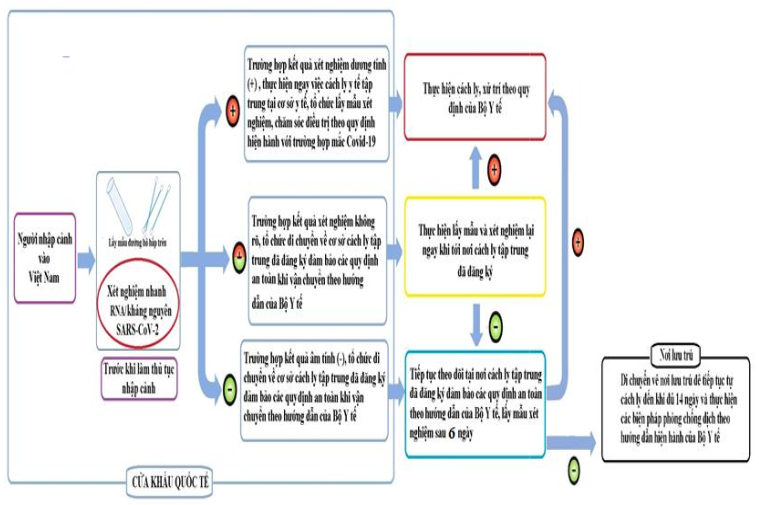 Người nhập cảnh
vào
Việt Nam
Lấy mẫu đường hô hấp trên
Xét nghiệm nhanh
RNA/kháng nguyên
SARS-CoV-2
Trước khi làm thủ tục
nhập cảnh
Trường hợp kết quả xét nghiệm dương tính
(+) , thực hiện ngay việc cách ly y tế tập
trung tại cơ sở y tế, tổ chức lấy mẫu xét
nghiệm, chăm sóc điều trị theo quy định
hiện hành với trường hợp mắc Covid-19
+
Trường hợp kết quả xét nghiệm không
rõ, tổ chức di chuyển về cơ sở cách ly tập
trung đã đăng ký đảm bảo các quy định
an toàn khi vận chuyển theo hướng
dẫn của Bộ Y tế
±
Trường hợp kết quả âm tính (-), tổ chức di
chuyển về cơ sở cách ly tập trung đã đăng ký
đảm bảo các quy định an toàn khi vận
chuyển theo hướng dẫn của Bộ Y tế
-
CỬA KHẨU QUỐC TẾ
Thực hiện cách ly, xử trí theo quy
định của Bộ Y tế
+
Thực hiện lấy mẫu và xét nghiệm lại
ngay khi tới nơi cách ly tập trung
đã đăng ký
-
Tiếp tục theo dõi tại nơi cách ly tập trung
đã đăng ký đảm bảo các quy định an toàn
theo hướng dẫn của Bộ Y tế, lấy mẫu xét
nghiệm sau 6 ngày
+
-
Nơi lưu trú
Di chuyển về nơi lưu trú để tiếp tục tự
cách ly đến khi đủ 14 ngày và thực hiện
các biện pháp phòng chống dịch theo
hướng dẫn hiện hành của Bộ Y tế